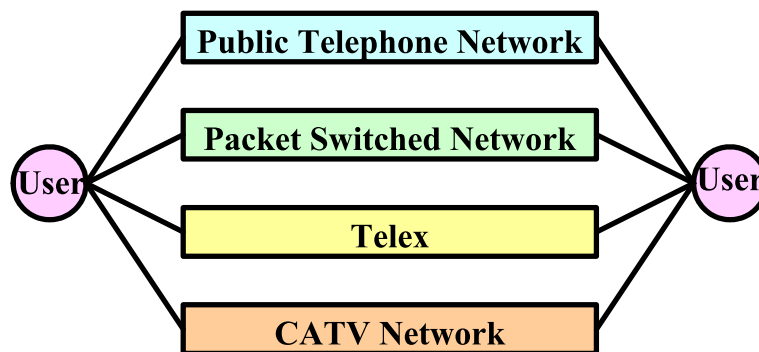 Public Telephone Network
Packet Switched Network
User
User
Telex
CATV Network